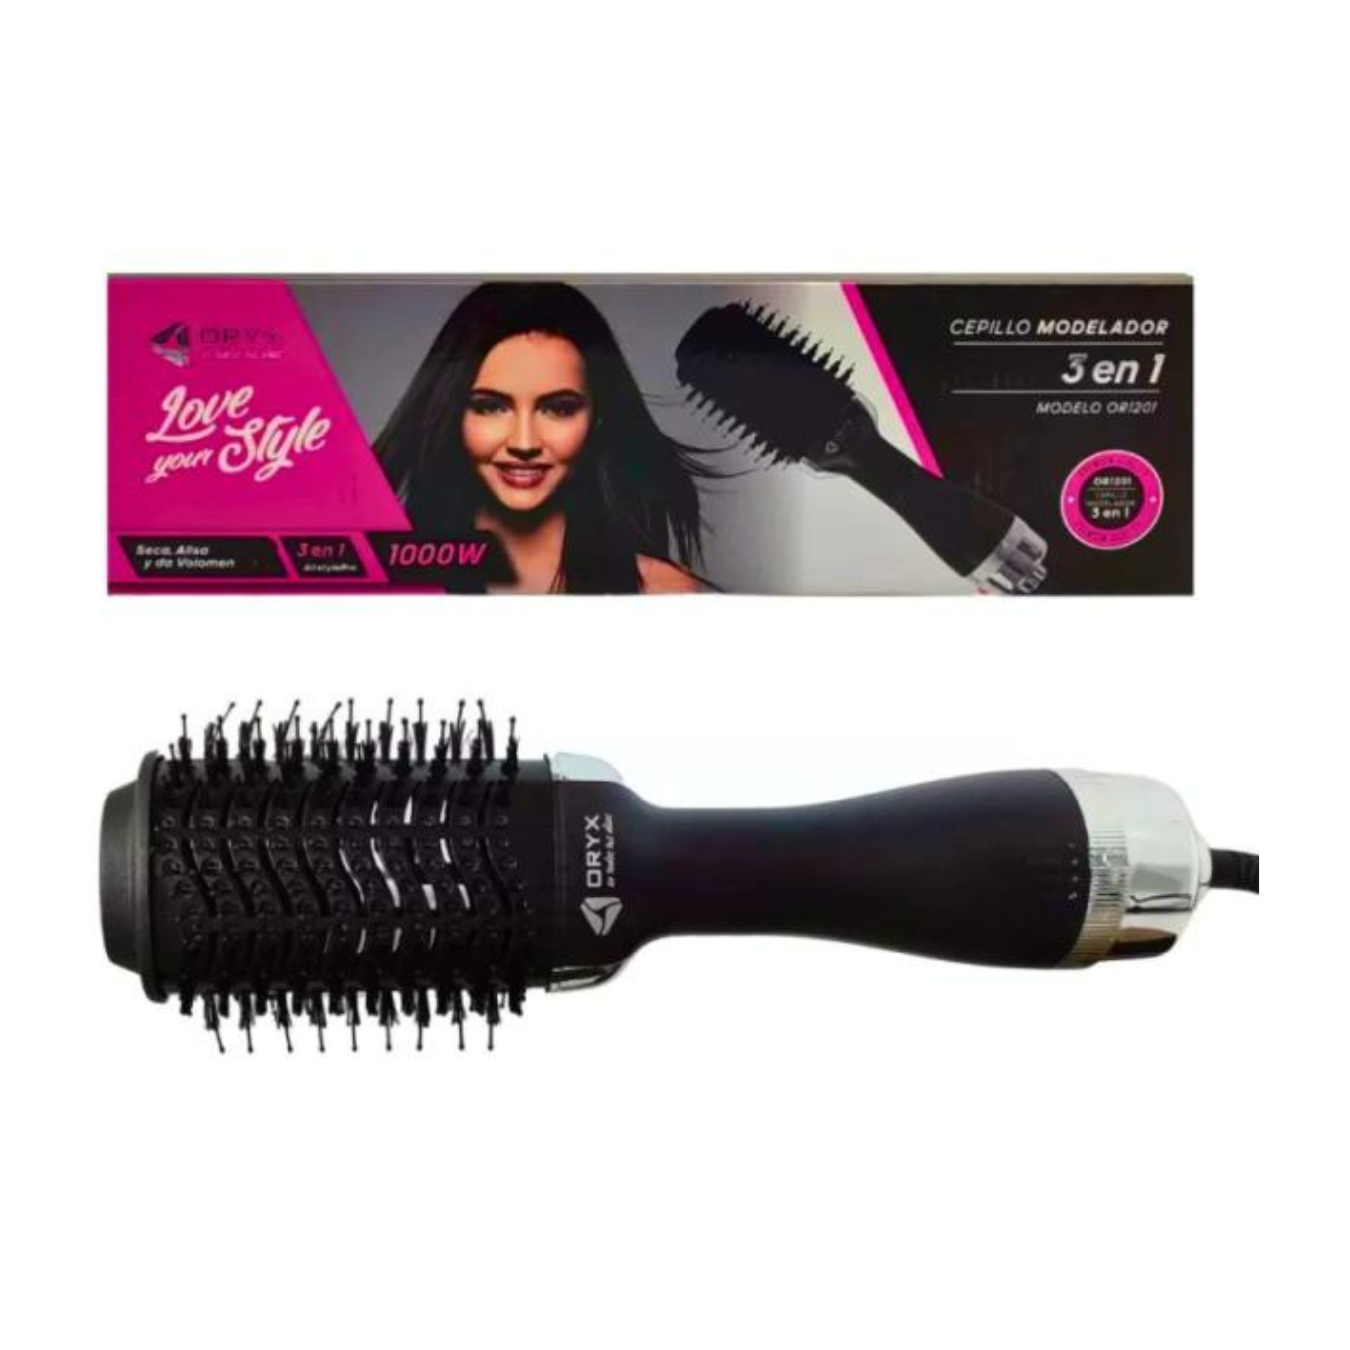 ORYX
Love
your Style
Seca, Alisa
y da Volumen
3 en 1
Allstylepro
1000W
CEPILLO MODELADOR
3 en 1
MODELO OR1201
OR1201
CEPILLO
MODELADOR
3 en 1
ORYX